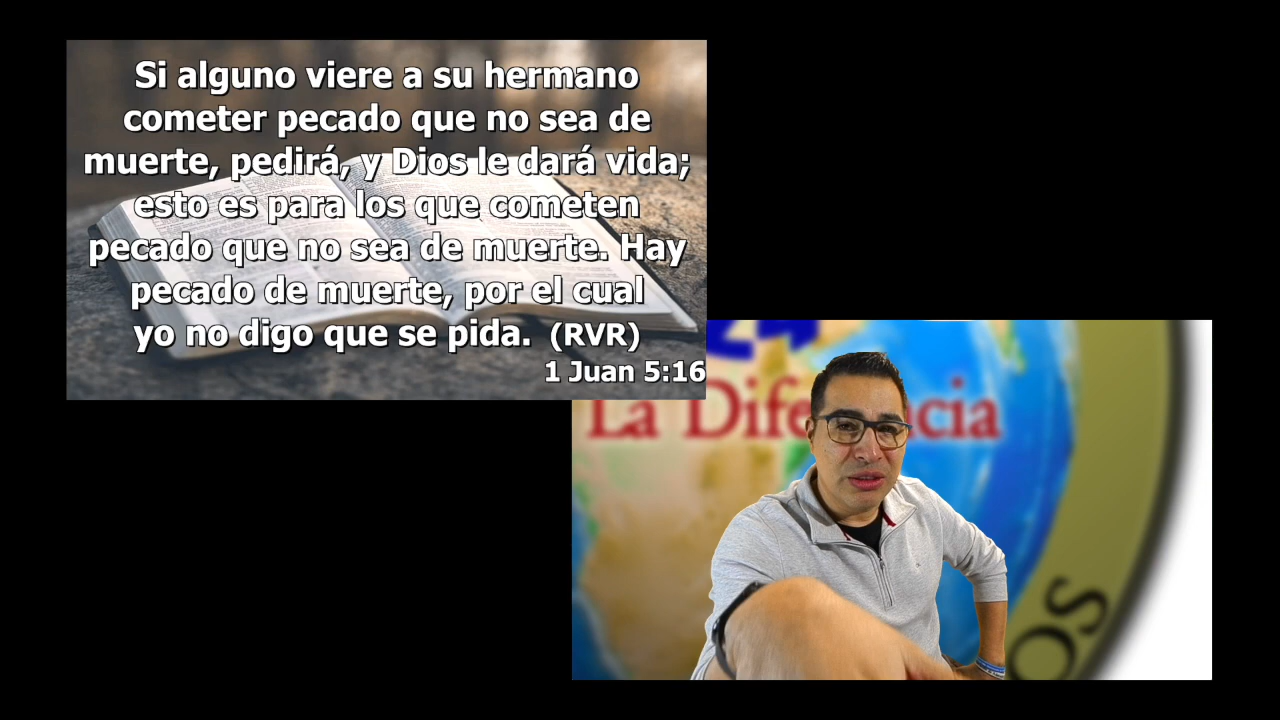 Si alguno viere a su hermano
cometer pecado que no sea de
muerte, pedirá, y Dios le dará vida;
esto es para los que cometen
pecado que no sea de muerte. Hay
pecado de muerte, por el cual
yo no digo que se pida. (RVR)
1 Juan 5:16
La
OS